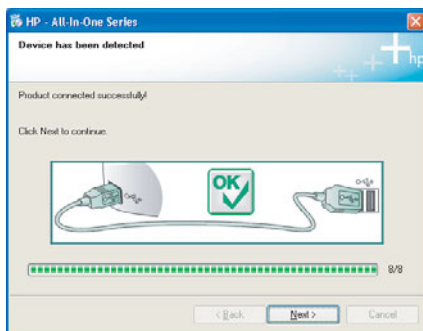 HP - All-In-One Series
Device has been detected
hp
Product connected successfully!
Click Next to continue.
OK
8/8
< Back
Next >
Cancel